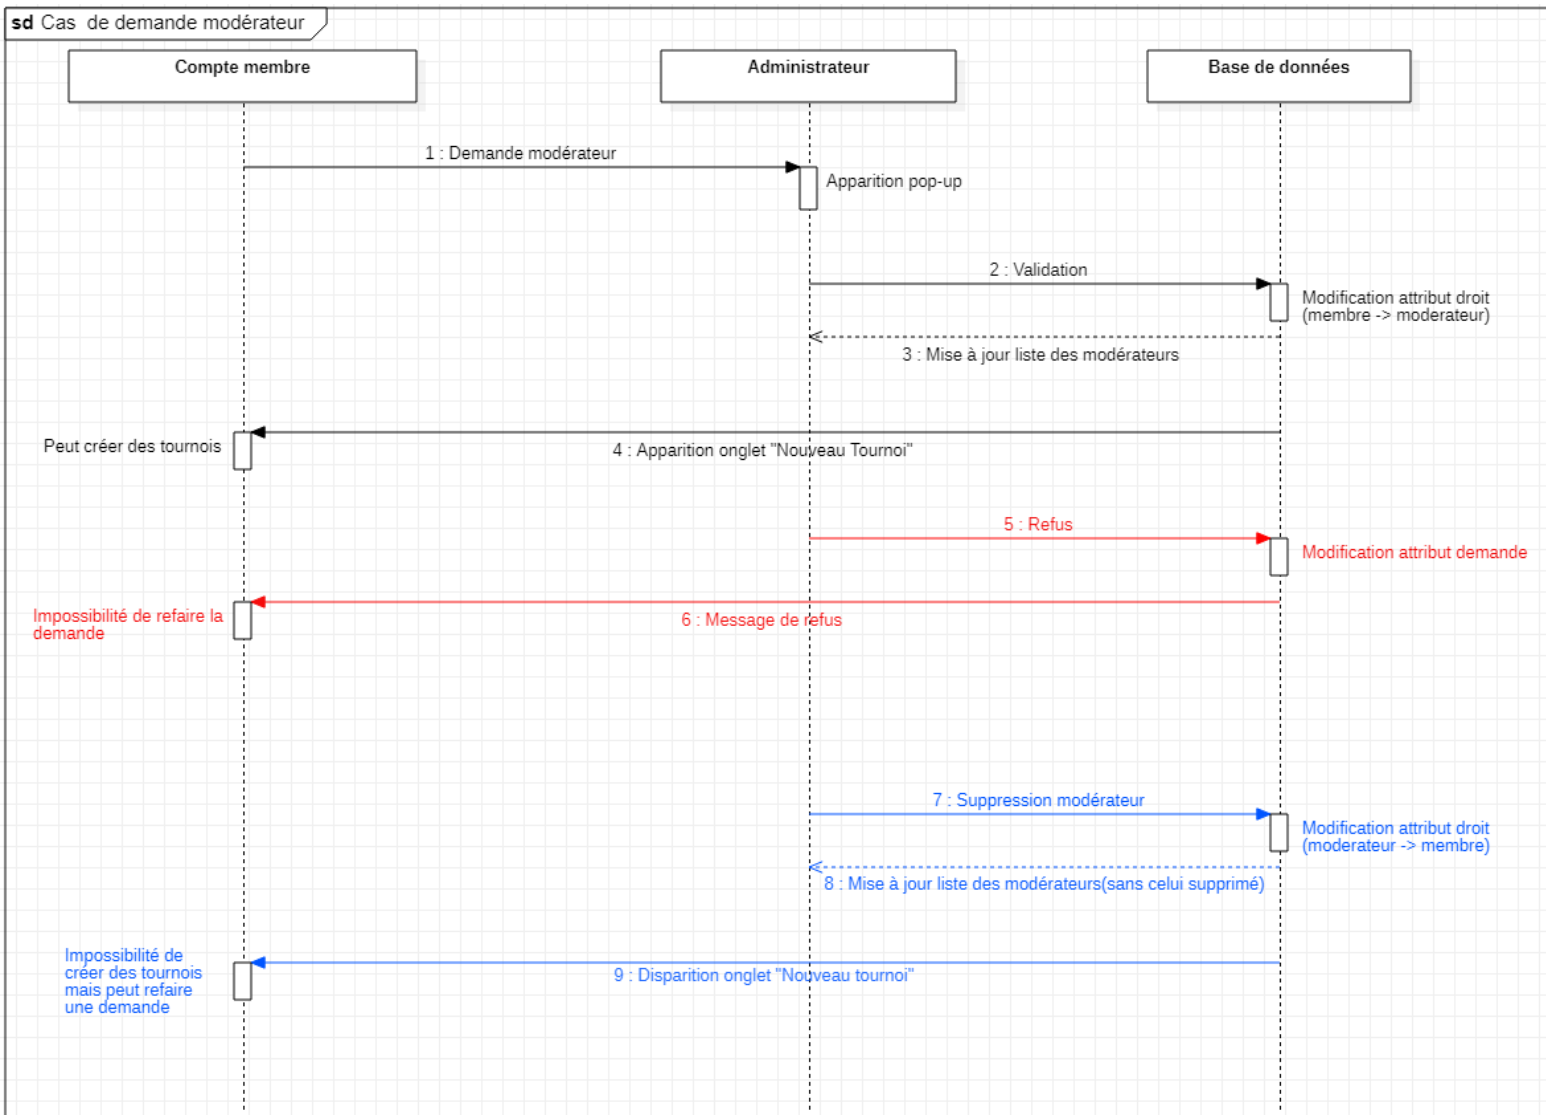 sd Cas  de demande modérateur
Compte membre
Administrateur
Base de données
1 : Demande modérateur
Apparition pop-up
2 : Validation
Modification attribut droit
(membre -> moderateur)
3 : Mise à jour liste des modérateurs
Peut créer des tournois
4 : Apparition onglet "Nouveau Tournoi"
5 : Refus
Modification attribut demande
Impossibilité de refaire la
demande
6 : Message de refus
7 : Suppression modérateur
Modification attribut droit
(moderateur -> membre)
8 : Mise à jour liste des modérateurs(sans celui supprimé)
Impossibilité de
créer des tournois
mais peut refaire
une demande
9 : Disparition onglet "Nouveau tournoi"